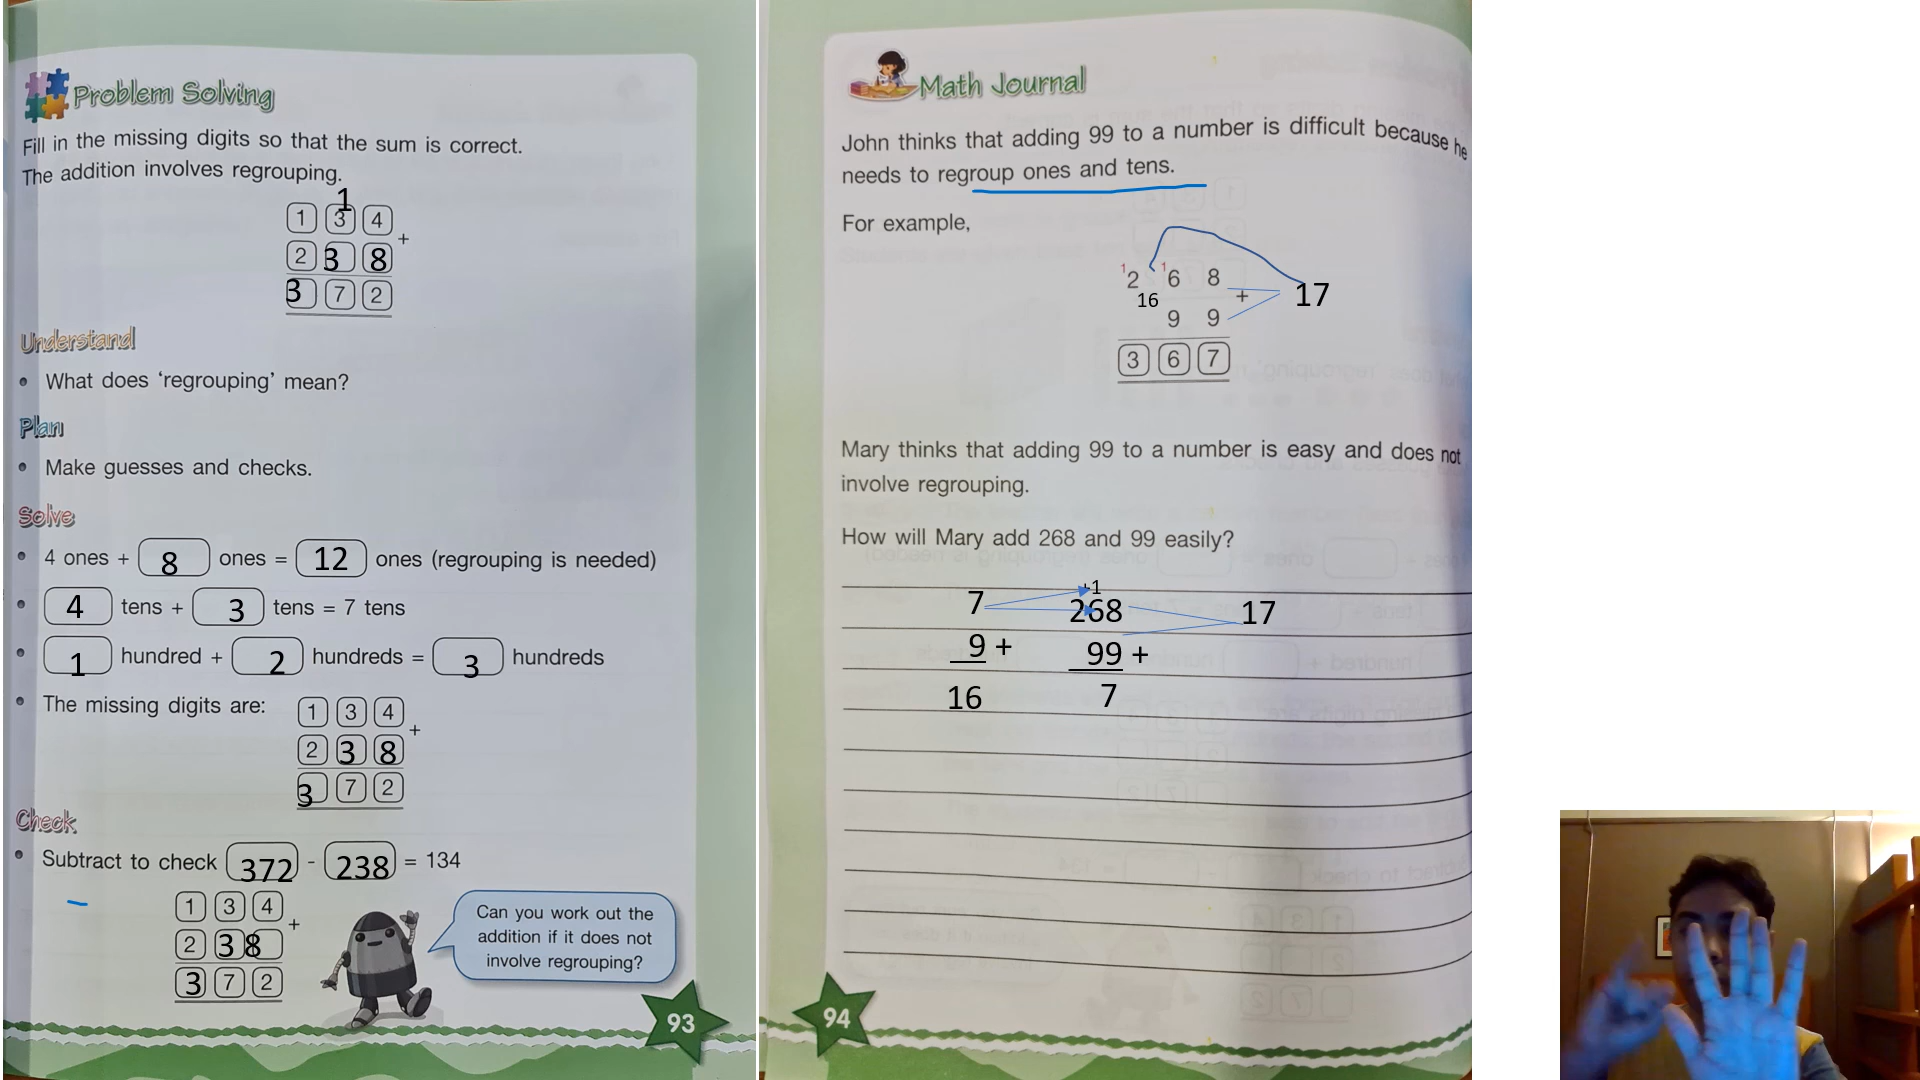 Problem Solving
Fill in the missing digits so that the sum is correct.
The addition involves regrouping.
1
1 3 4
+
2 3 8
3 7 2
Understand
• What does 'regrouping' mean?
Plan
• Make guesses and checks.
Solve
• 4 ones + 8 ones = 12 ones (regrouping is needed)
• 4 tens + 3 tens = 7 tens
• 1 hundred + 2 hundreds = 3 hundreds
• The missing digits are:
1 3 4
+
2 3 8
3 7 2
Check
• Subtract to check 372 - 238 = 134
1 3 4
+
2 3 8
3 7 2
Can you work out the
addition if it does not
involve regrouping?
93
Math Journal
John thinks that adding 99 to a number is difficult because he
needs to regroup ones and tens.
For example,
1 2 1 6 8
16 + 17
9 9
3 6 7
Mary thinks that adding 99 to a number is easy and does not
involve regrouping.
How will Mary add 268 and 99 easily?
+1
7 268 17
9 + 99 +
16 7
94